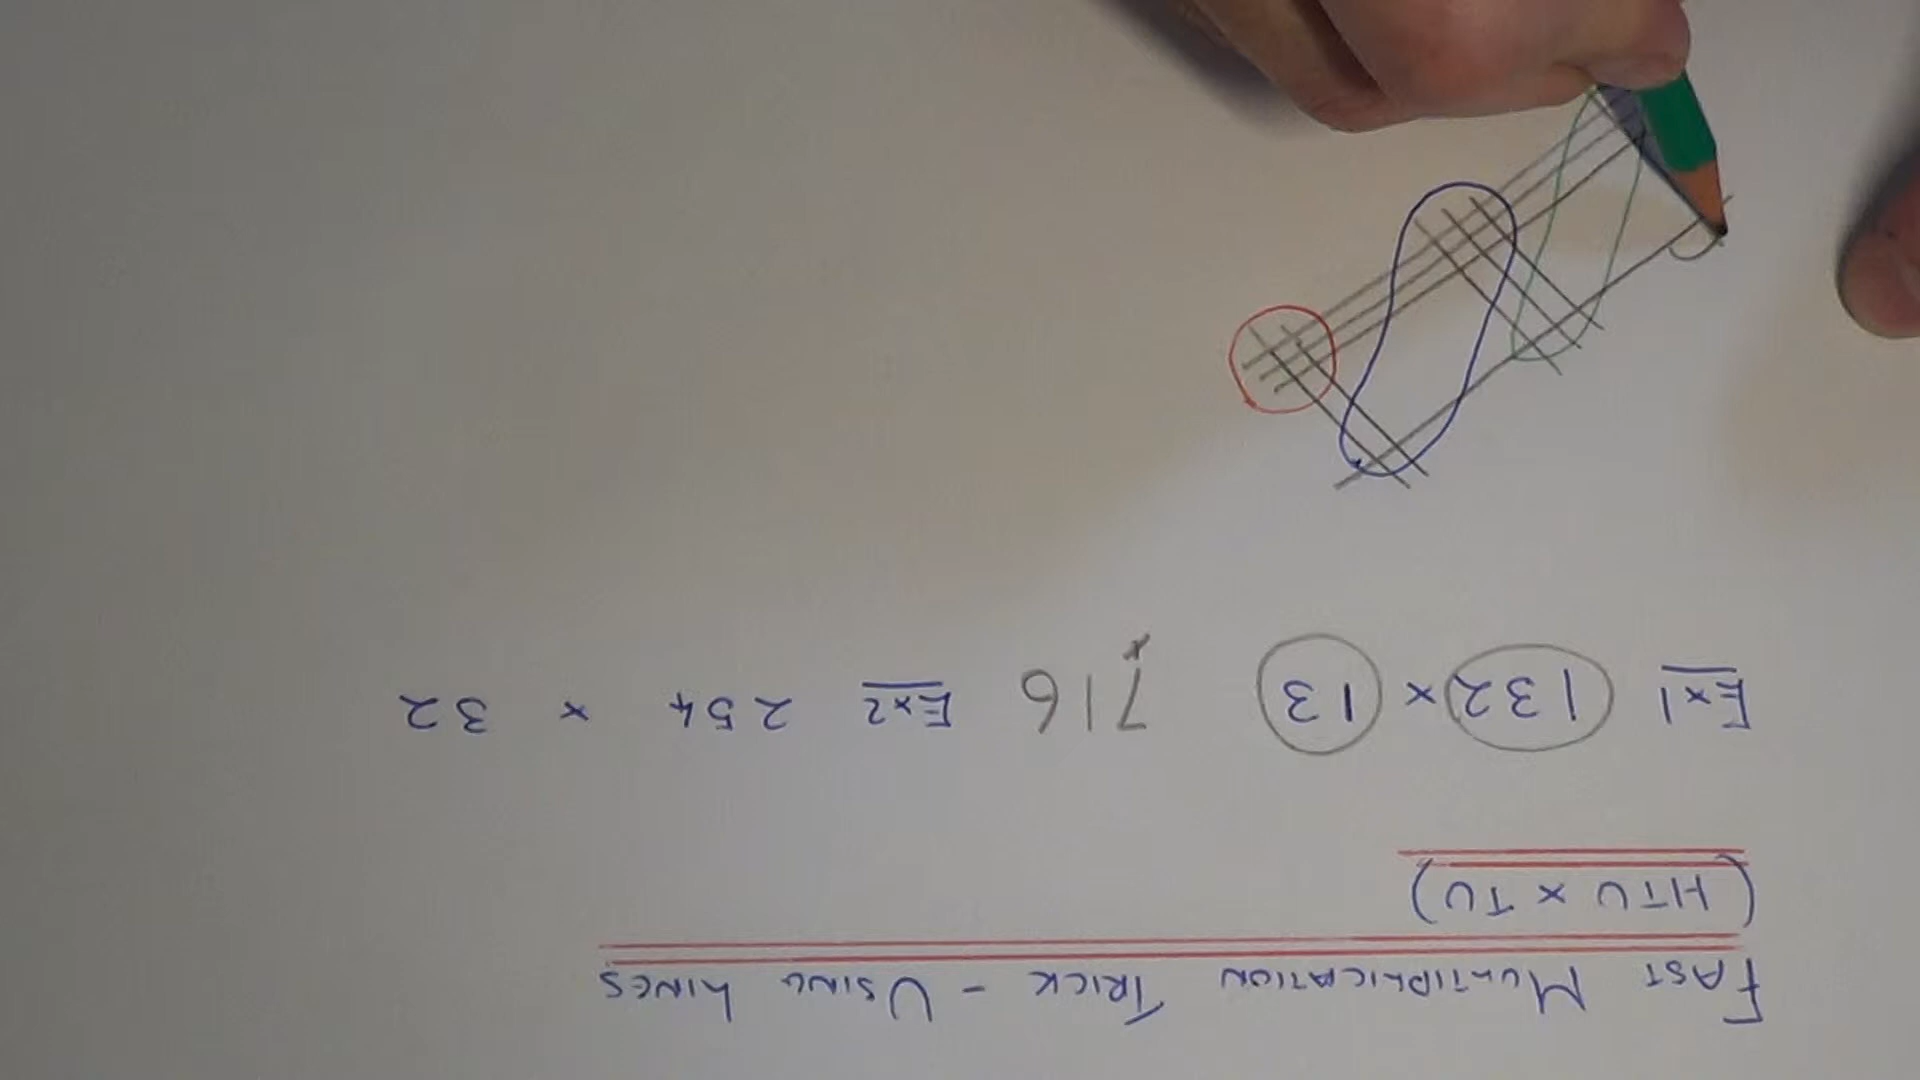 FAST MULTIPLICATION TRICK - USING LINES
(HTU × TU)
Ex1 132 × 13 716 Ex2 254 × 32